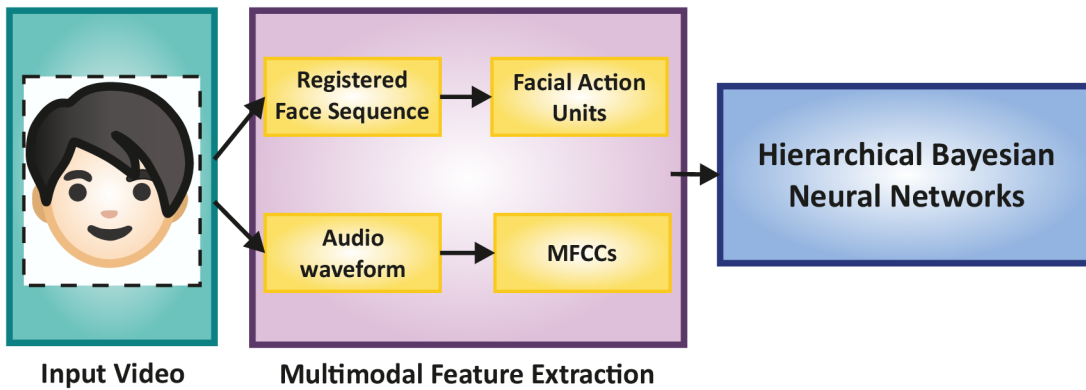 Registered
Face Sequence
Facial Action
Units
Audio
waveform
MFCCs
Hierarchical Bayesian
Neural Networks
Input Video
Multimodal Feature Extraction